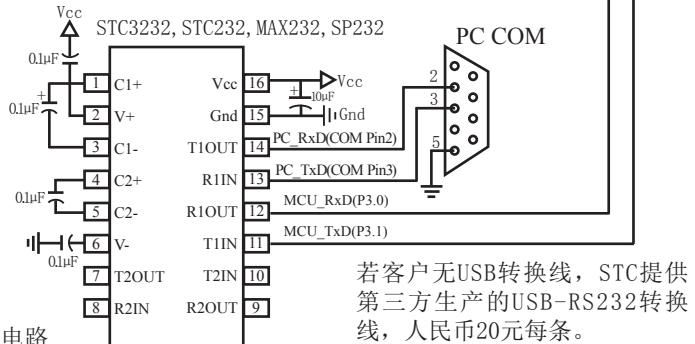 Vcc
STC3232, STC232, MAX232, SP232
PC COM
0.1μF
1 C1+ Vcc 16 Vcc
+ 0.1μF + 10μF
2 V+ Gnd 15 Gnd
3 C1- T1OUT 14 PC_RxD(COM Pin2) 2
4 C2+ R1IN 13 PC_TxD(COM Pin3) 3
0.1μF
5 C2- R1OUT 12 MCU_RxD(P3.0) 5
6 V- T1IN 11 MCU_TxD(P3.1)
0.1μF
7 T2OUT T2IN 10
8 R2IN R2OUT 9
若客户无USB转换线，STC提供
第三方生产的USB-RS232转换
线，人民币20元每条。
电路